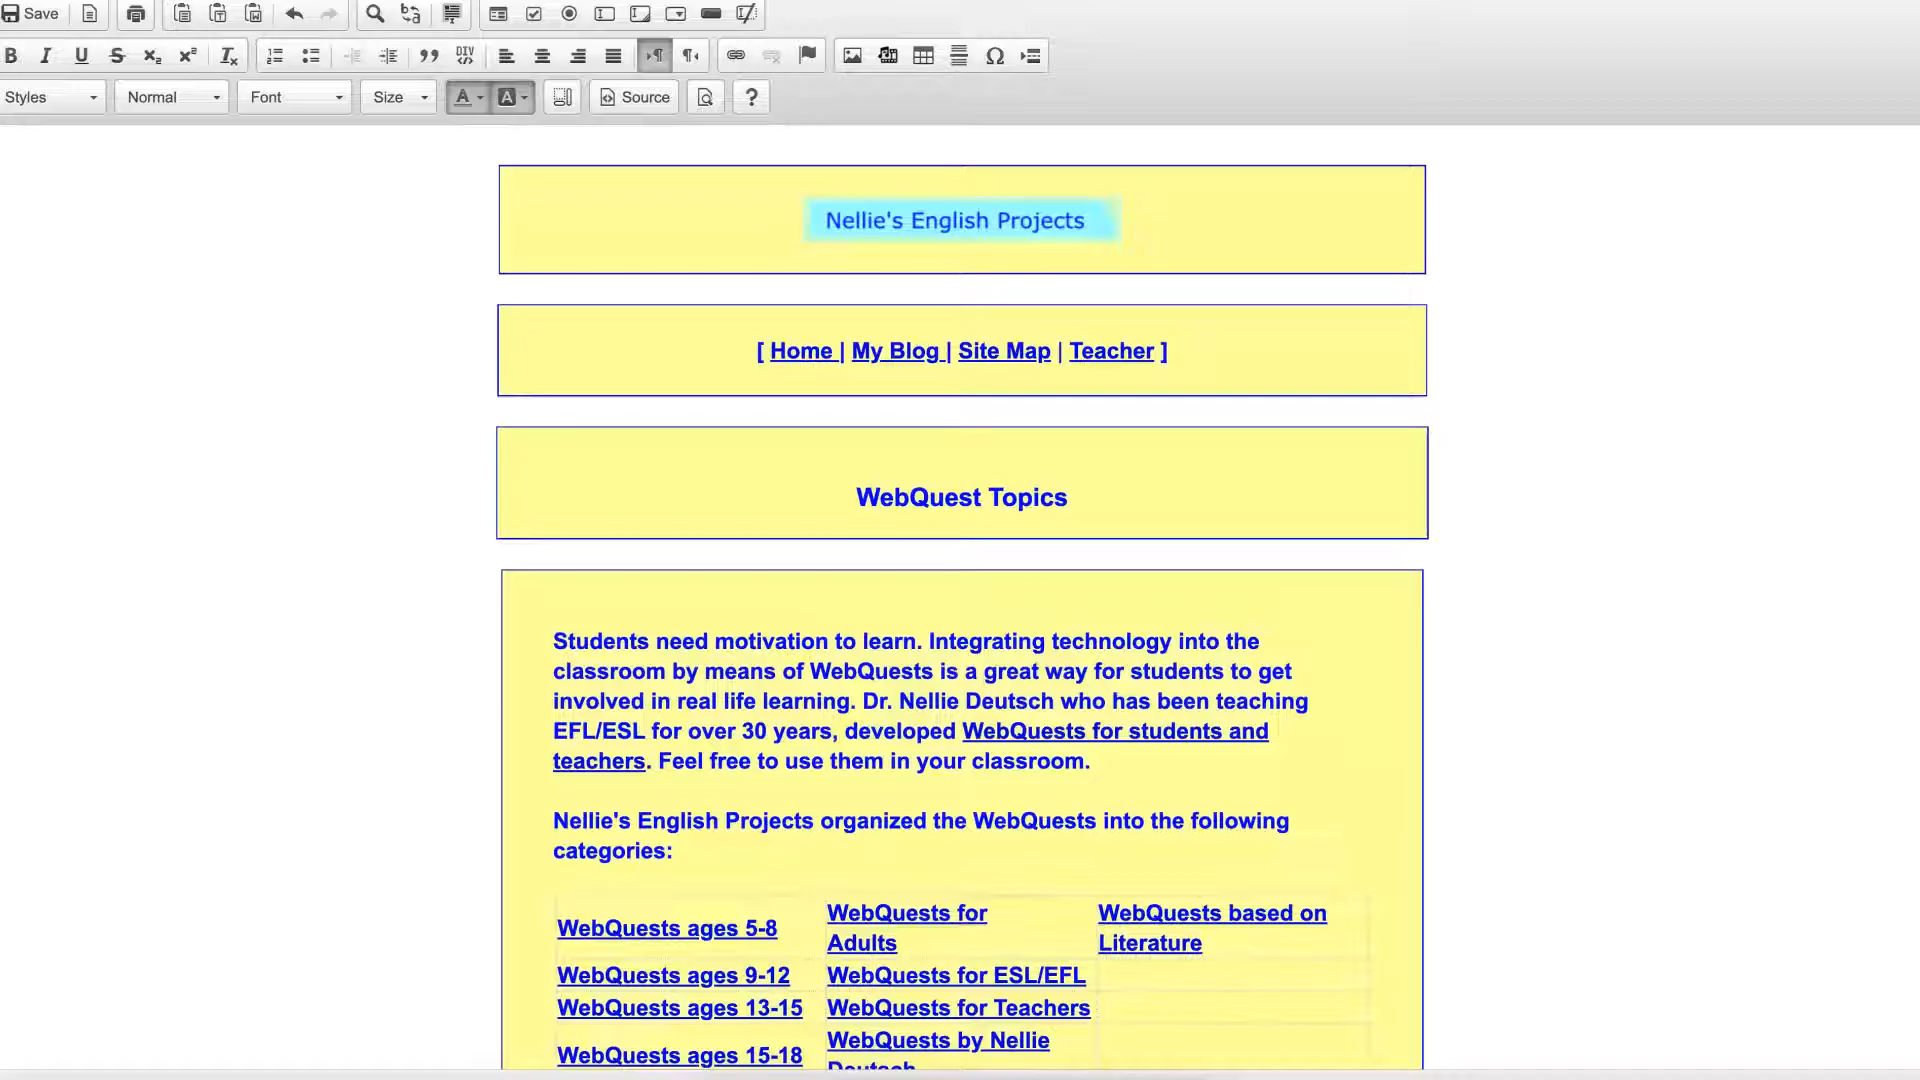 Save
Styles Normal Font Size Source
Nellie's English Projects
[ Home | My Blog | Site Map | Teacher ]
WebQuest Topics
Students need motivation to learn. Integrating technology into the
classroom by means of WebQuests is a great way for students to get
involved in real life learning. Dr. Nellie Deutsch who has been teaching
EFL/ESL for over 30 years, developed WebQuests for students and
teachers. Feel free to use them in your classroom.
Nellie's English Projects organized the WebQuests into the following
categories:
WebQuests ages 5-8
WebQuests for
Adults
WebQuests based on
Literature
WebQuests ages 9-12
WebQuests for ESL/EFL
WebQuests ages 13-15
WebQuests for Teachers
WebQuests ages 15-18
WebQuests by Nellie
Deutsch